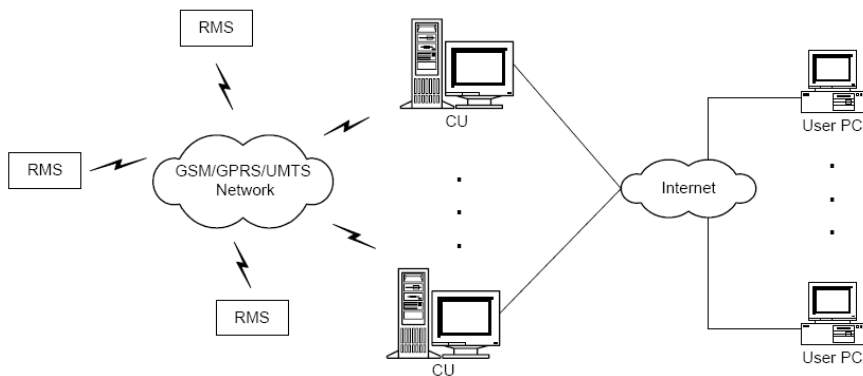 RMS
CU
User PC
RMS
GSM/GPRS/UMTS
Network
Internet
RMS
CU
User PC